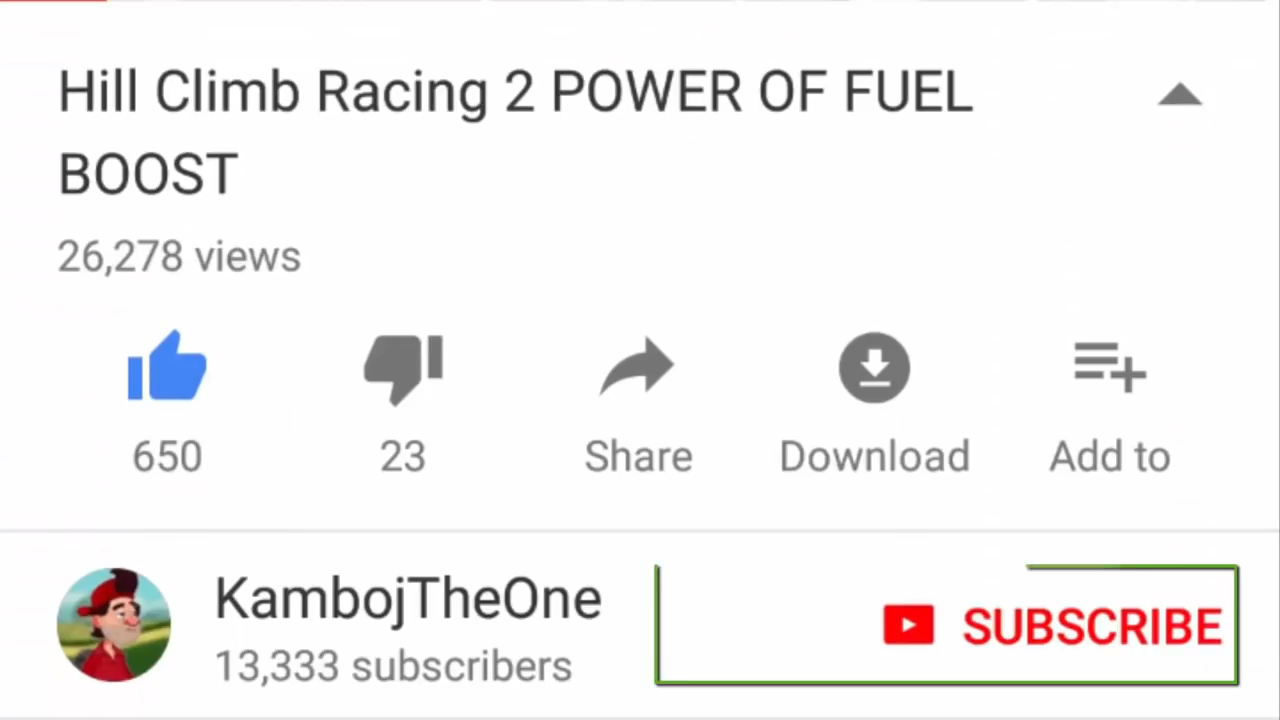 Hill Climb Racing 2 POWER OF FUEL
BOOST
26,278 views
650 23 Share Download Add to
KambojTheOne
SUBSCRIBE
13,333 subscribers